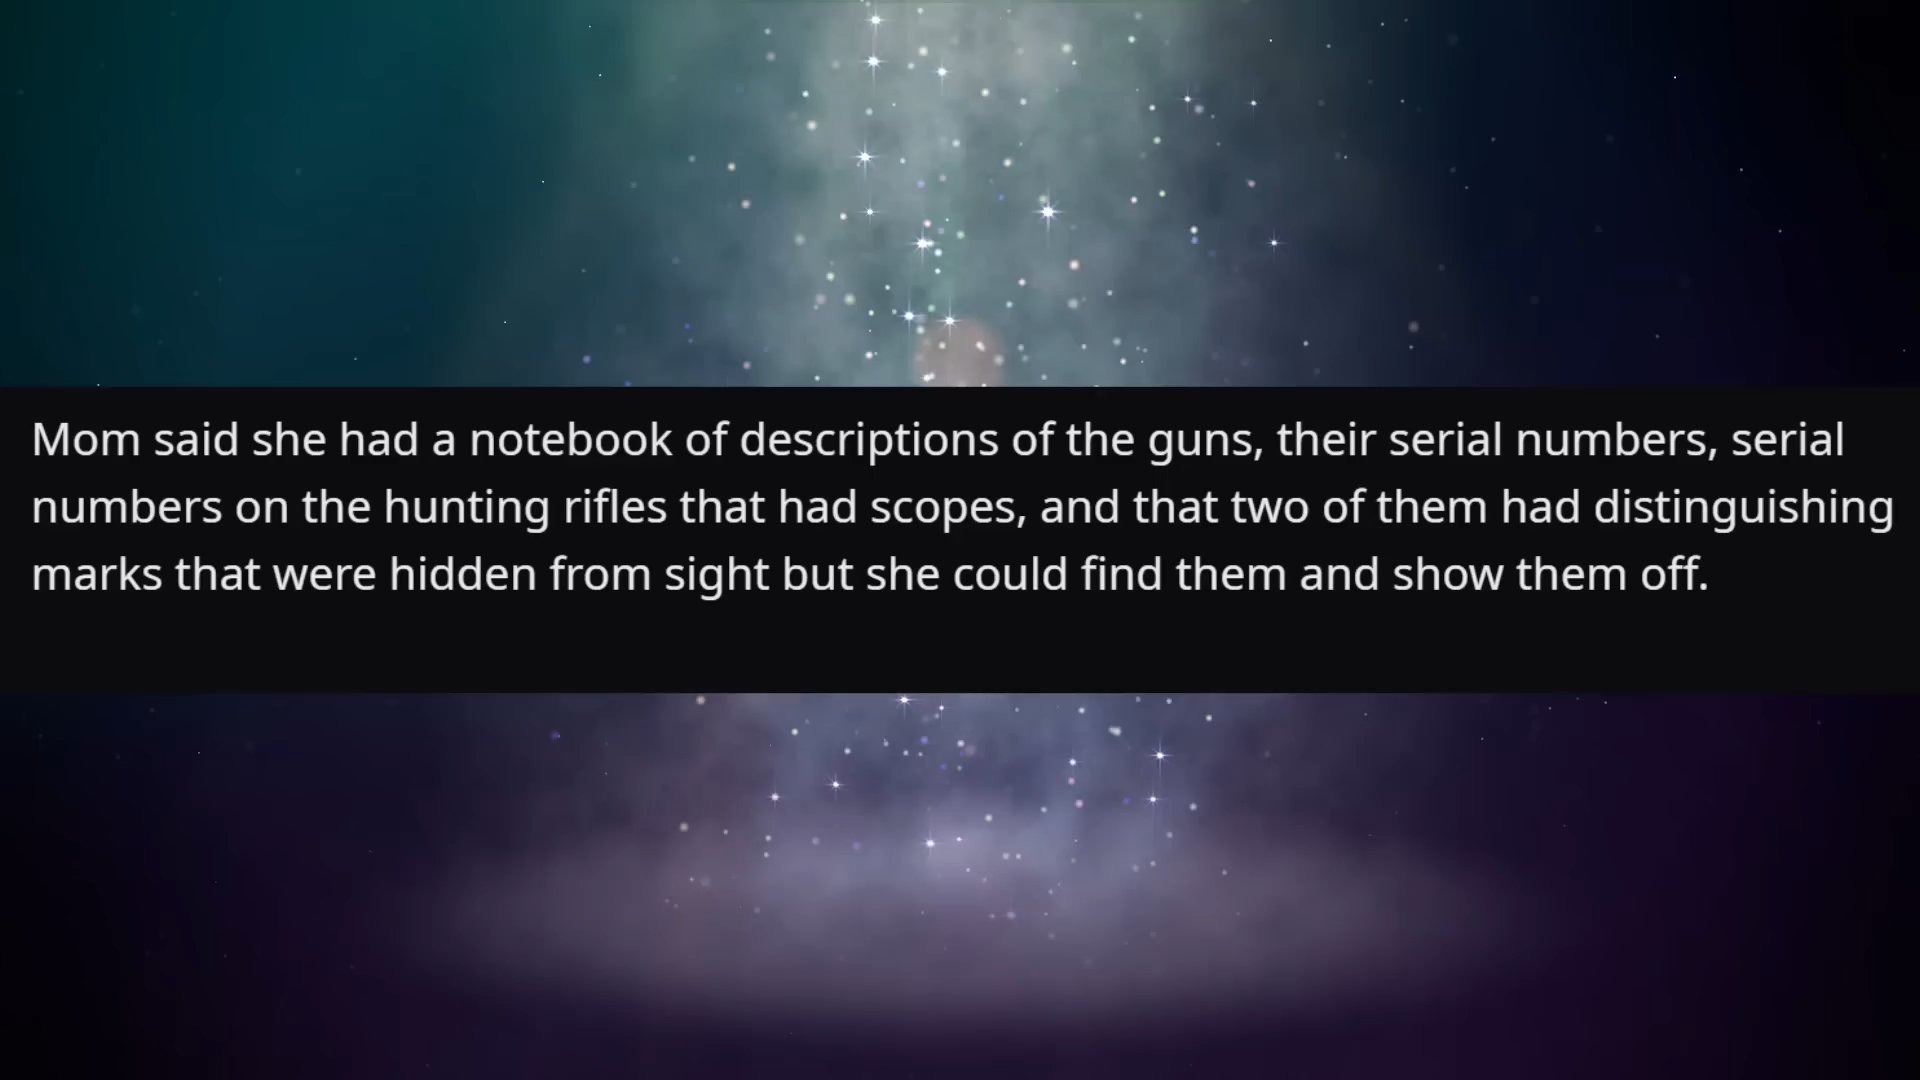 Mom said she had a notebook of descriptions of the guns, their serial numbers, serial
numbers on the hunting rifles that had scopes, and that two of them had distinguishing
marks that were hidden from sight but she could find them and show them off.